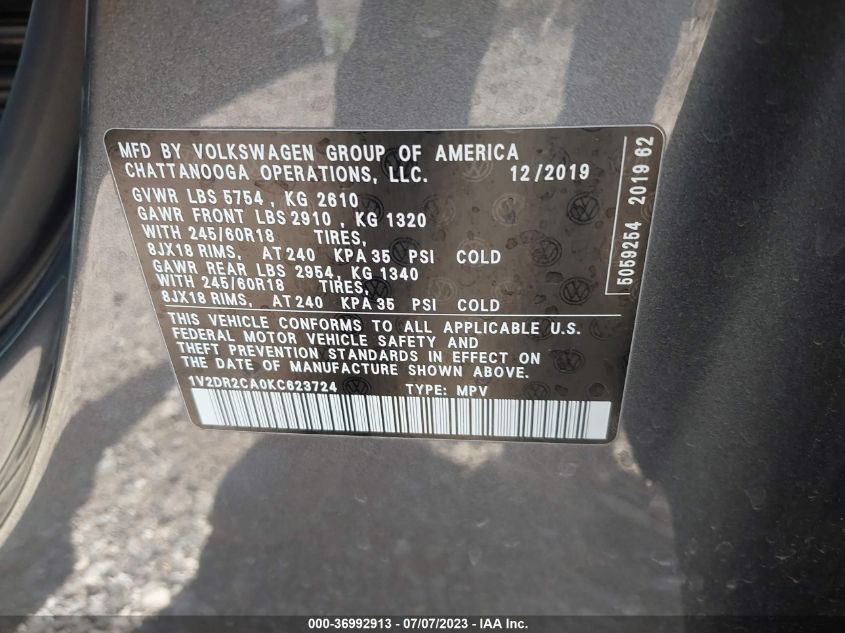 MFD BY VOLKSWAGEN GROUP OF AMERICA
CHATTANOOGA OPERATIONS, LLC. 12/2019
GVWR LBS 5754 , KG 2610
GAWR FRONT LBS 2910 , KG 1320
WITH 245/60R18 TIRES,
8JX18 RIMS, AT 240 KPA 35 PSI COLD
GAWR REAR LBS 2954, KG 1340
WITH 245/60R18 TIRES,
8JX18 RIMS, AT 240 KPA 35 PSI COLD
THIS VEHICLE CONFORMS TO ALL APPLICABLE U.S.
FEDERAL MOTOR VEHICLE SAFETY AND
THEFT PREVENTION STANDARDS IN EFFECT ON
THE DATE OF MANUFACTURE SHOWN ABOVE.
1V2DR2CA0KC623724 TYPE: MPV
5059254 2019 62
000-36992913 - 07/07/2023 - IAA Inc.